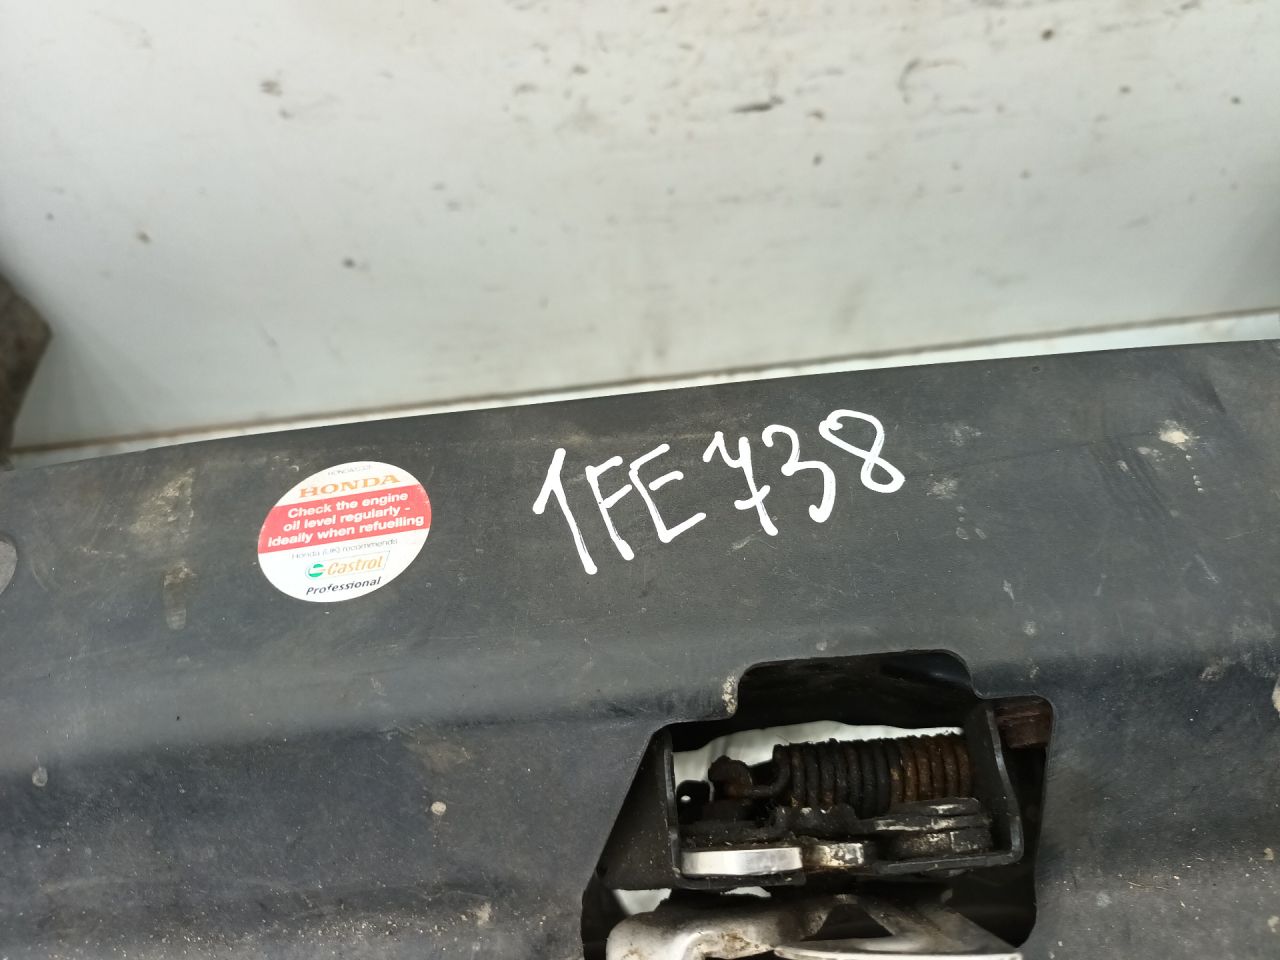 HONDA
Check the engine
oil level regularly -
ideally when refuelling
Honda (UK) recommends
Castrol
Professional
1FE738